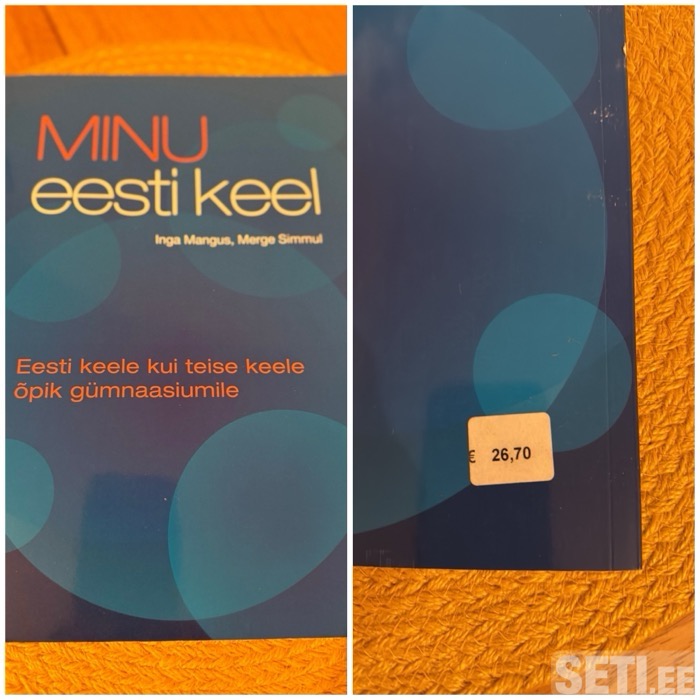 MINU
eesti keel
Inga Mangus, Merge Simmul
Eesti keele kui teise keele
õpik gümnaasiumile
€ 26,70
SETI.EE